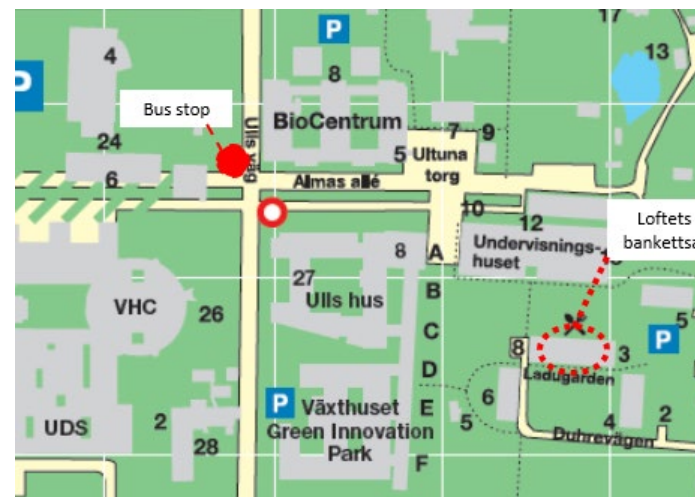 17
P
4
13
P
8
Bus stop
BioCentrum
Ulls väg
7
9
24
5
Ultuna
torg
6
Almas allé
10
12
Loftets
Undervisnings-
huset
8
A
27
B
Ulls hus
VHC
26
C
5
P
8
3
D
Ladugården
6
P
Växthuset
Green Innovation
Park
E
5
4
2
2
UDS
28
Duhrevägen
F